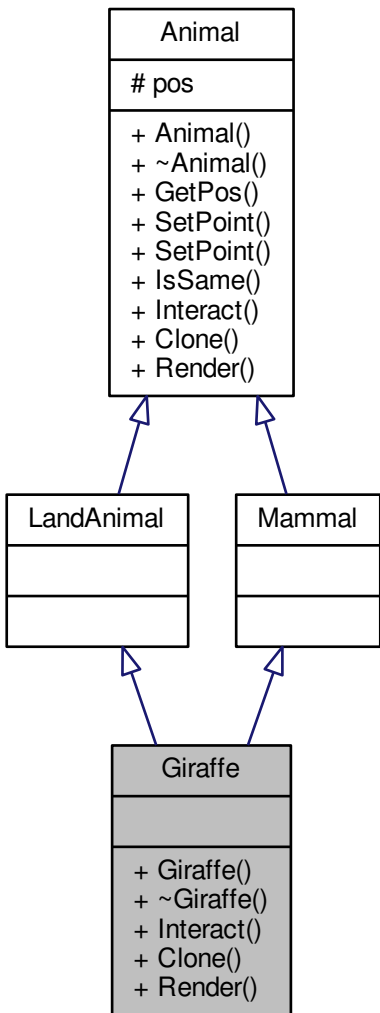 Animal
# pos
+ Animal()
+ ~Animal()
+ GetPos()
+ SetPoint()
+ SetPoint()
+ IsSame()
+ Interact()
+ Clone()
+ Render()
LandAnimal
Mammal
Giraffe
+ Giraffe()
+ ~Giraffe()
+ Interact()
+ Clone()
+ Render()